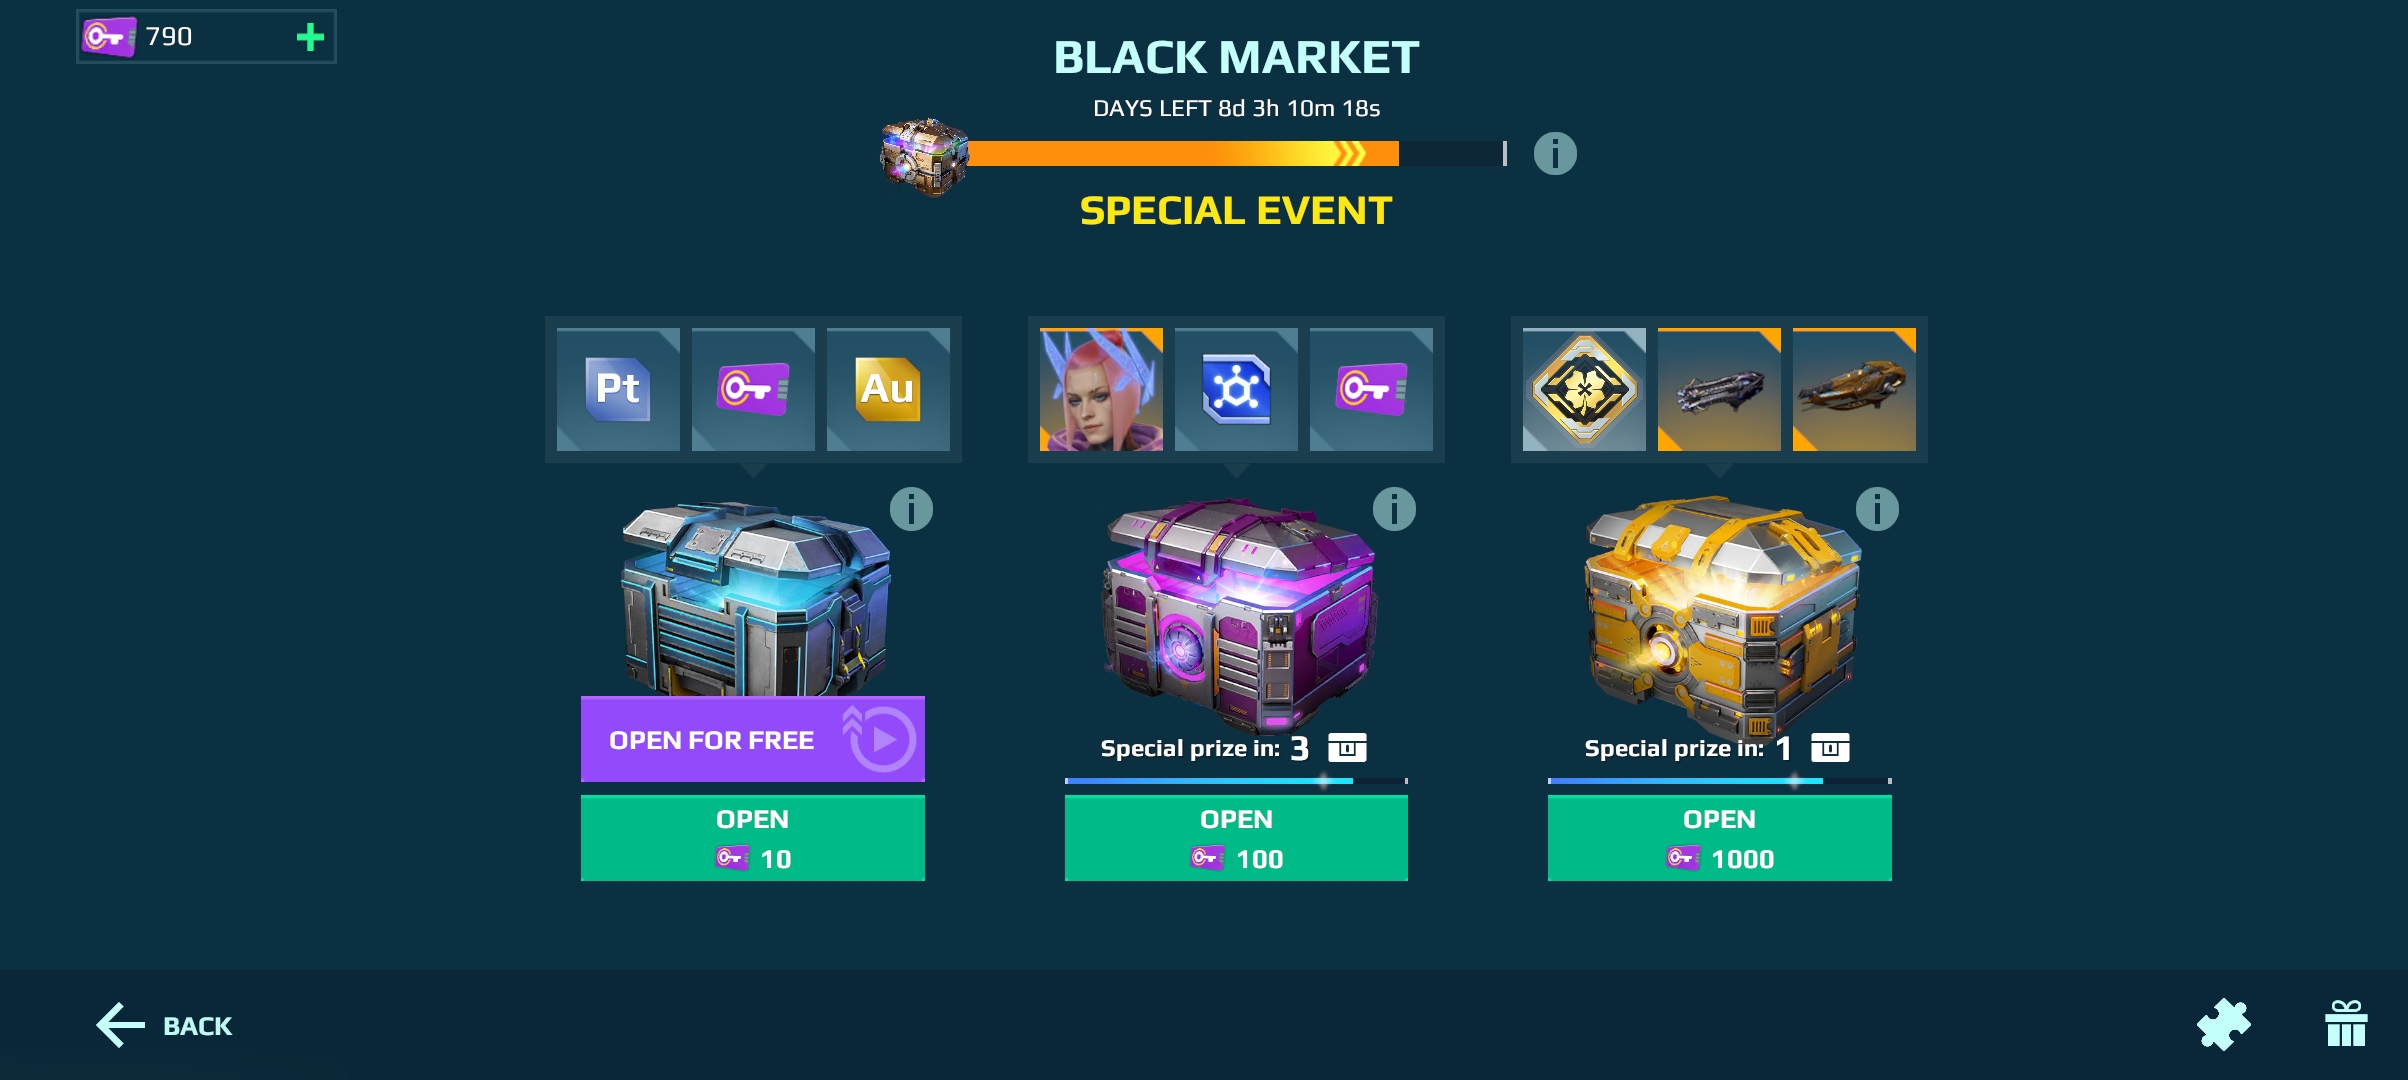 790
BLACK MARKET
DAYS LEFT 8d 3h 10m 18s
SPECIAL EVENT
Pt
Au
OPEN FOR FREE
OPEN
10
Special prize in: 3
OPEN
100
Special prize in: 1
OPEN
1000
BACK